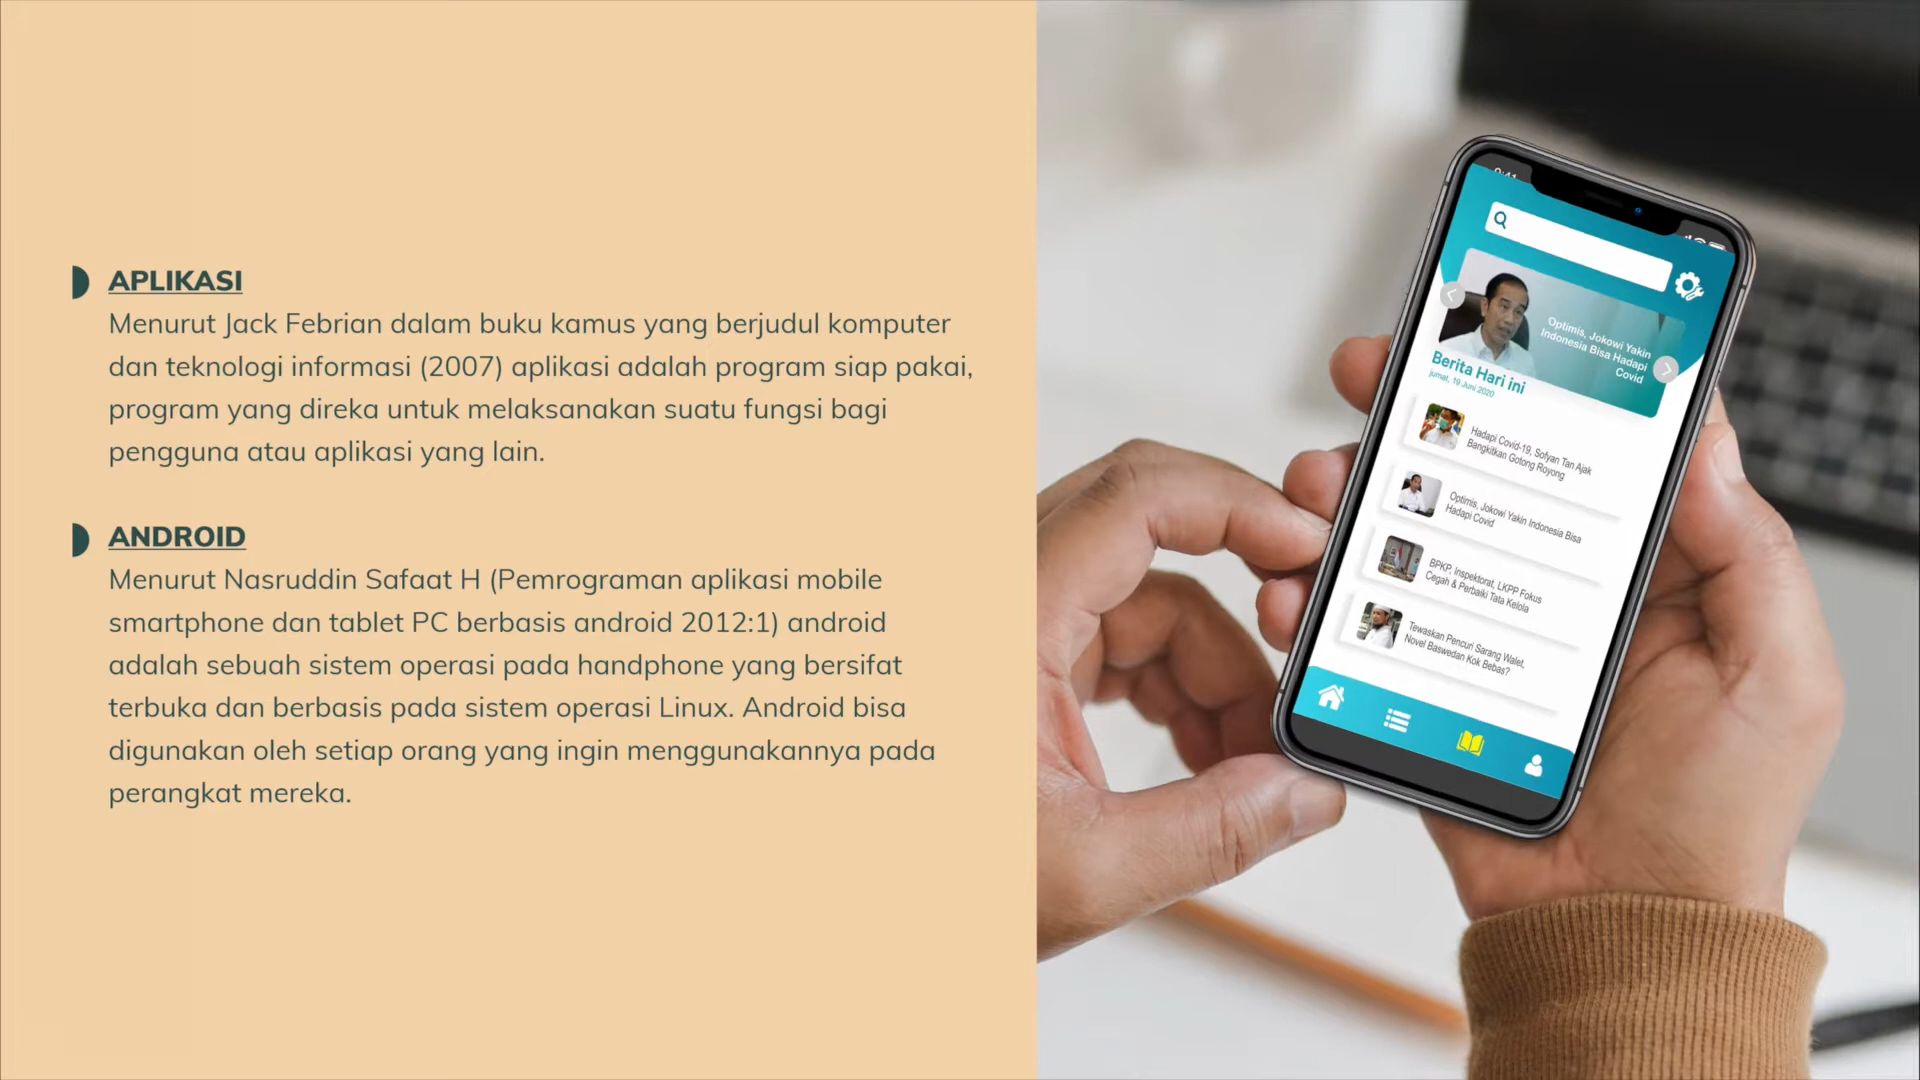 APLIKASI
Menurut Jack Febrian dalam buku kamus yang berjudul komputer
dan teknologi informasi (2007) aplikasi adalah program siap pakai,
program yang direka untuk melaksanakan suatu fungsi bagi
pengguna atau aplikasi yang lain.
ANDROID
Menurut Nasruddin Safaat H (Pemrograman aplikasi mobile
smartphone dan tablet PC berbasis android 2012:1) android
adalah sebuah sistem operasi pada handphone yang bersifat
terbuka dan berbasis pada sistem operasi Linux. Android bisa
digunakan oleh setiap orang yang ingin menggunakannya pada
perangkat mereka.
9:41
Optimis, Jokowi Yakin
Indonesia Bisa Hadapi
Covid
Berita Hari ini
jumat, 19 Juni 2020
Hadapi Covid-19, Sofyan Tan Ajak
Bangkitkan Gotong Royong
Optimis, Jokowi Yakin Indonesia Bisa
Hadapi Covid
BPKP, Inspektorat, LKPP Fokus
Cegah & Perbaiki Tata Kelola
Tewaskan Pencuri Sarang Walet,
Novel Baswedan Kok Bebas?